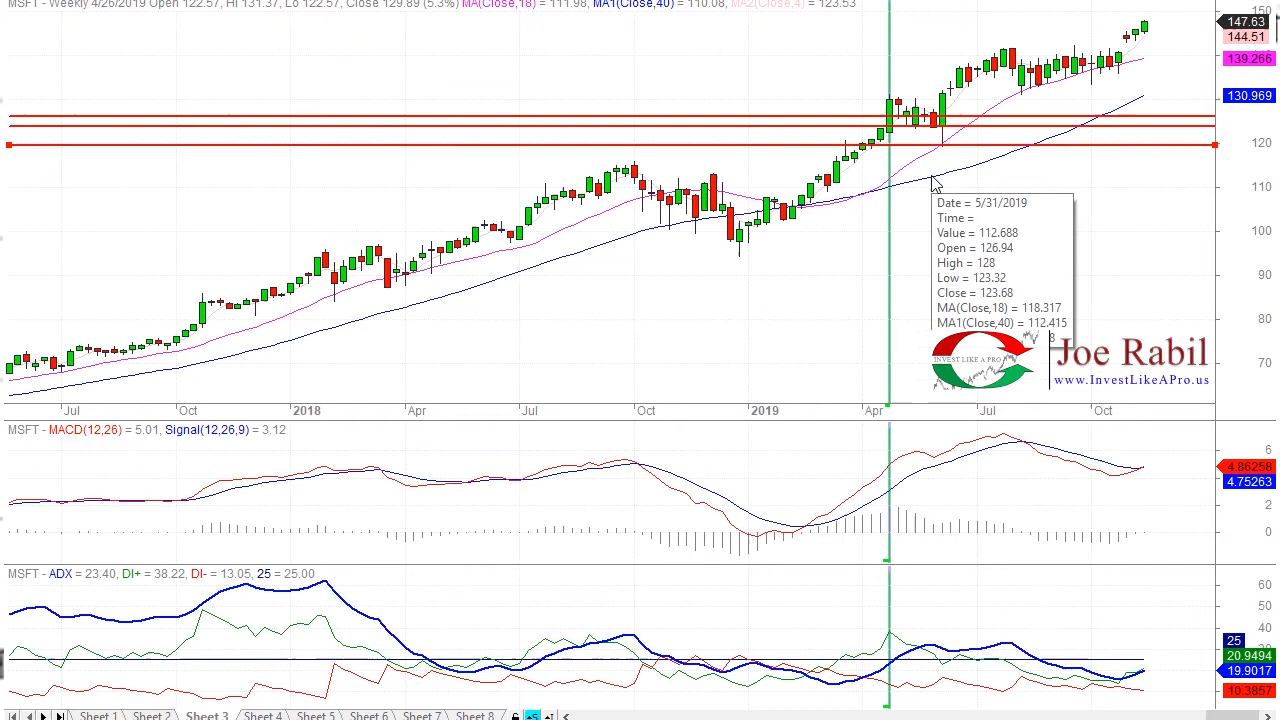 MSFT - Weekly 4/26/2019 Open 122.57, Hi 131.37, Lo 122.57, Close 129.89 (5.3%) MA(Close,18) = 111.98, MA1(Close,40) = 110.08, MA2(Close,4) = 123.53
150
147.63
144.51
139.266
130.969
120
110
100
90
80
70
Date = 5/31/2019
Time =
Value = 112.688
Open = 126.94
High = 128
Low = 123.32
Close = 123.68
MA(Close,18) = 118.317
MA1(Close,40) = 112.415
8
INVEST LIKE A PRO
Joe Rabil
www.InvestLikeAPro.us
Jul Oct 2018 Apr Jul Oct 2019 Apr Jul Oct
MSFT - MACD(12,26) = 5.01, Signal(12,26,9) = 3.12
6
4.86258
4.75263
2
0
MSFT - ADX = 23.40, DI+ = 38.22, DI- = 13.05, 25 = 25.00
60
50
40
25
20.9494
19.9017
10.3857
Sheet 1 Sheet 2 Sheet 3 Sheet 4 Sheet 5 Sheet 6 Sheet 7 Sheet 8